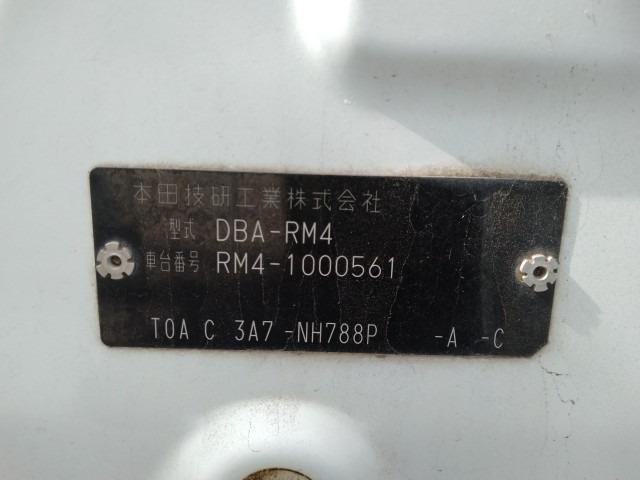 本田技研工業株式会社
型式 DBA-RM4
車台番号 RM4-1000561
T0A C 3A7 -NH788P -A -C